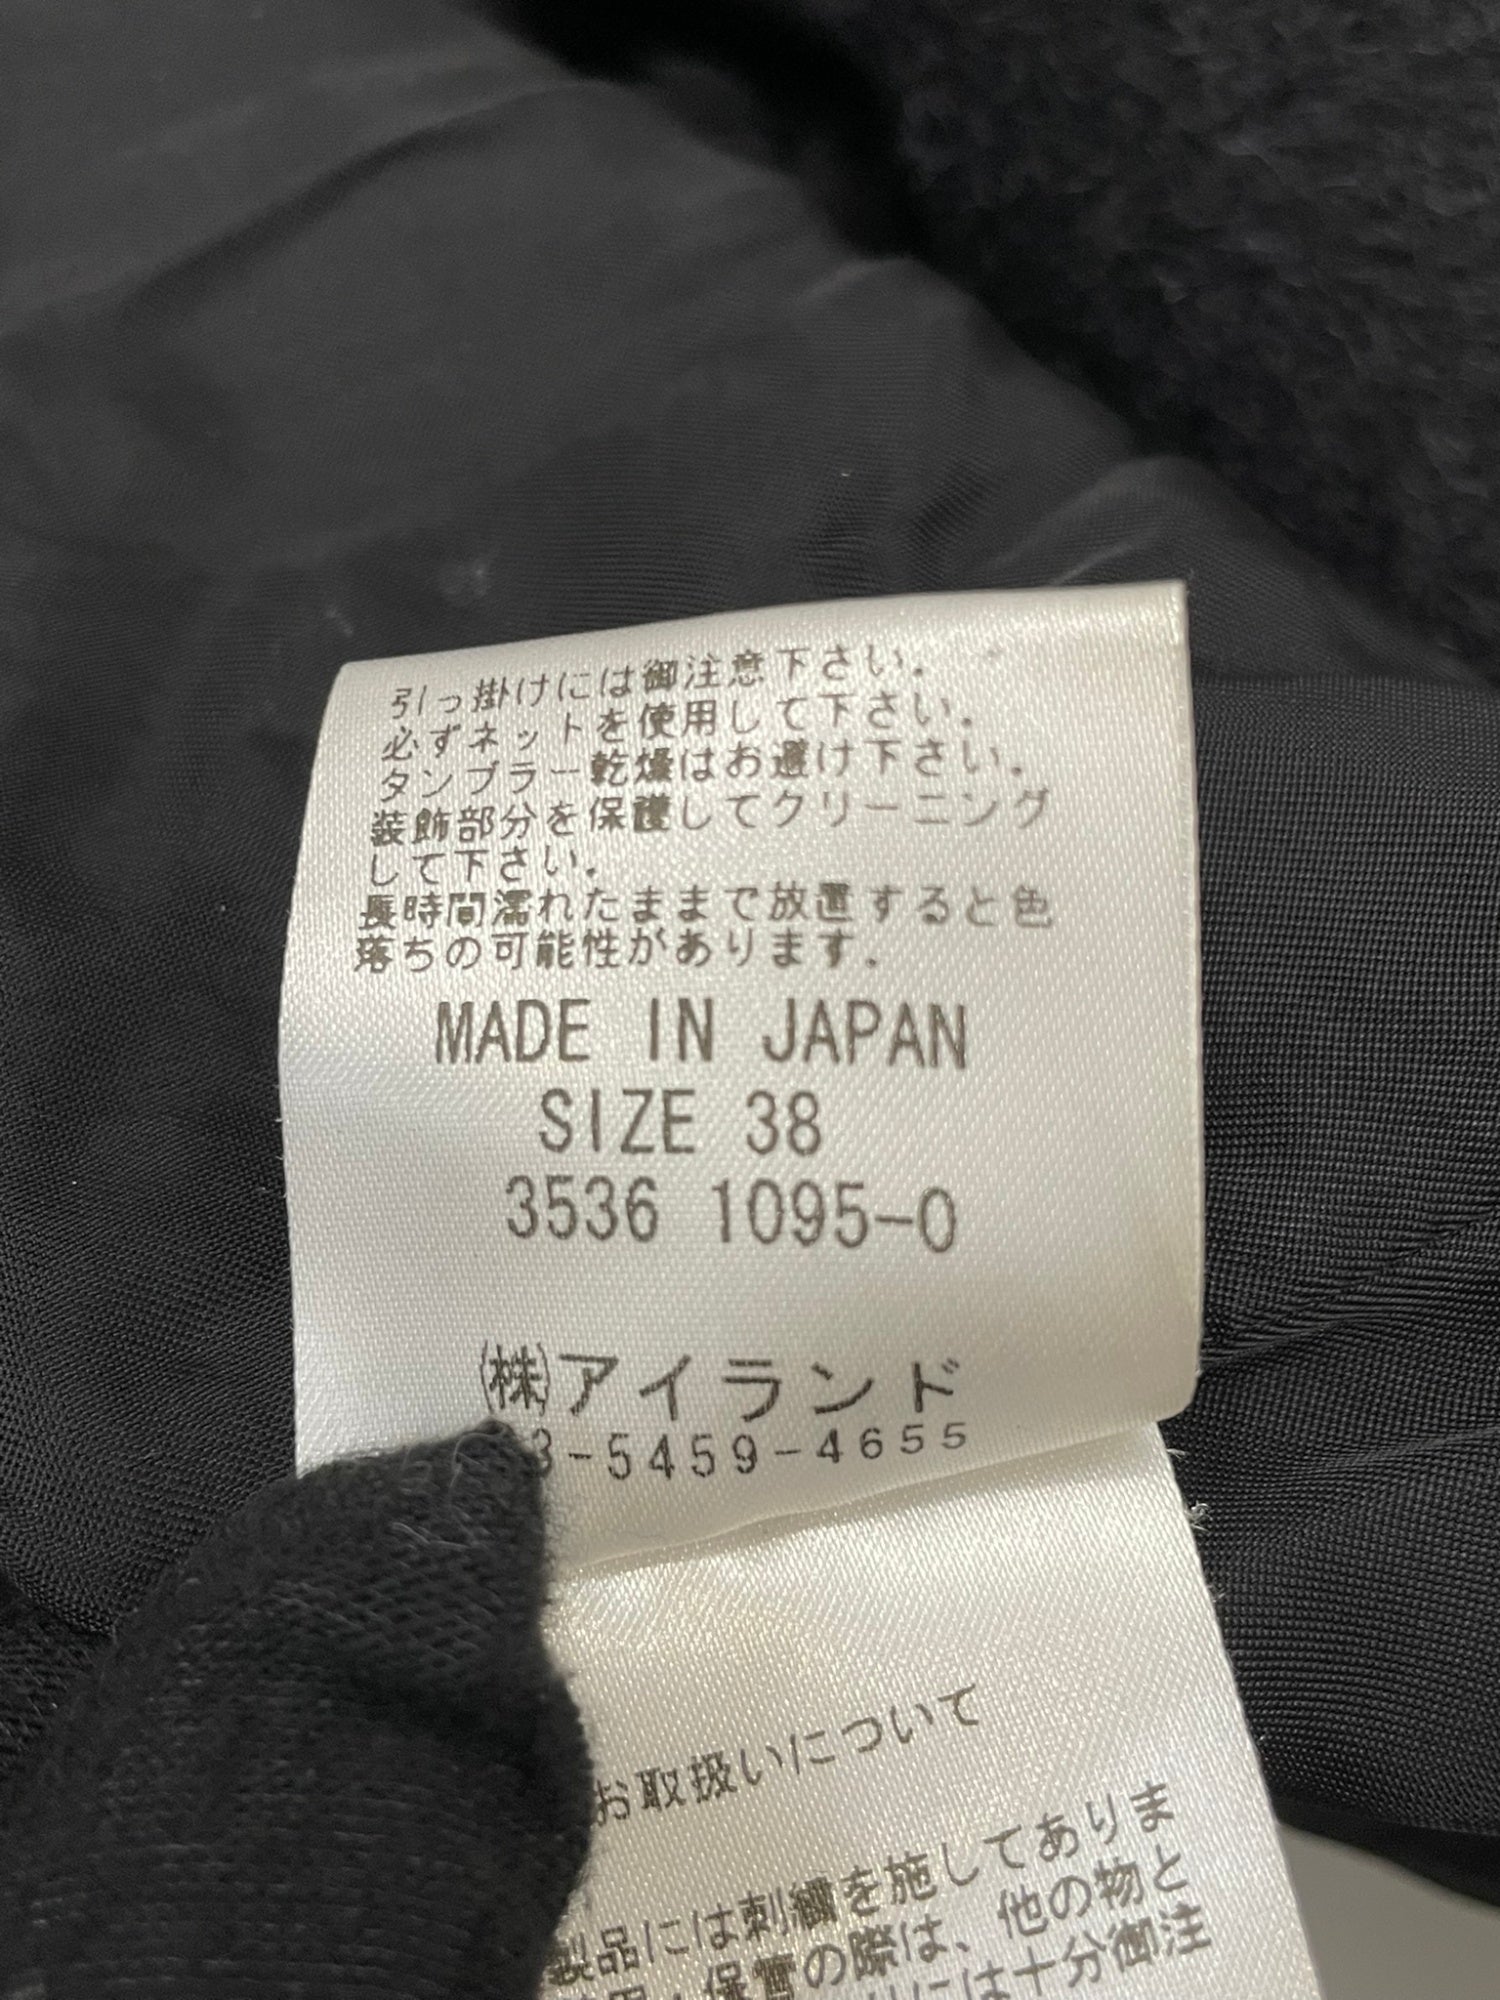 引っ掛けには御注意下さい.
必ずネットを使用して下さい.
タンブラー乾燥はお避け下さい.
装飾部分を保護してクリーニング
して下さい.
長時間濡れたままで放置すると色
落ちの可能性があります.
MADE IN JAPAN
SIZE 38
3536 1095-0
㈱アイランド
3-5459-4655
お取扱いについて
製品には刺繍を施してありま
保管の際は、他の物と
には十分御注